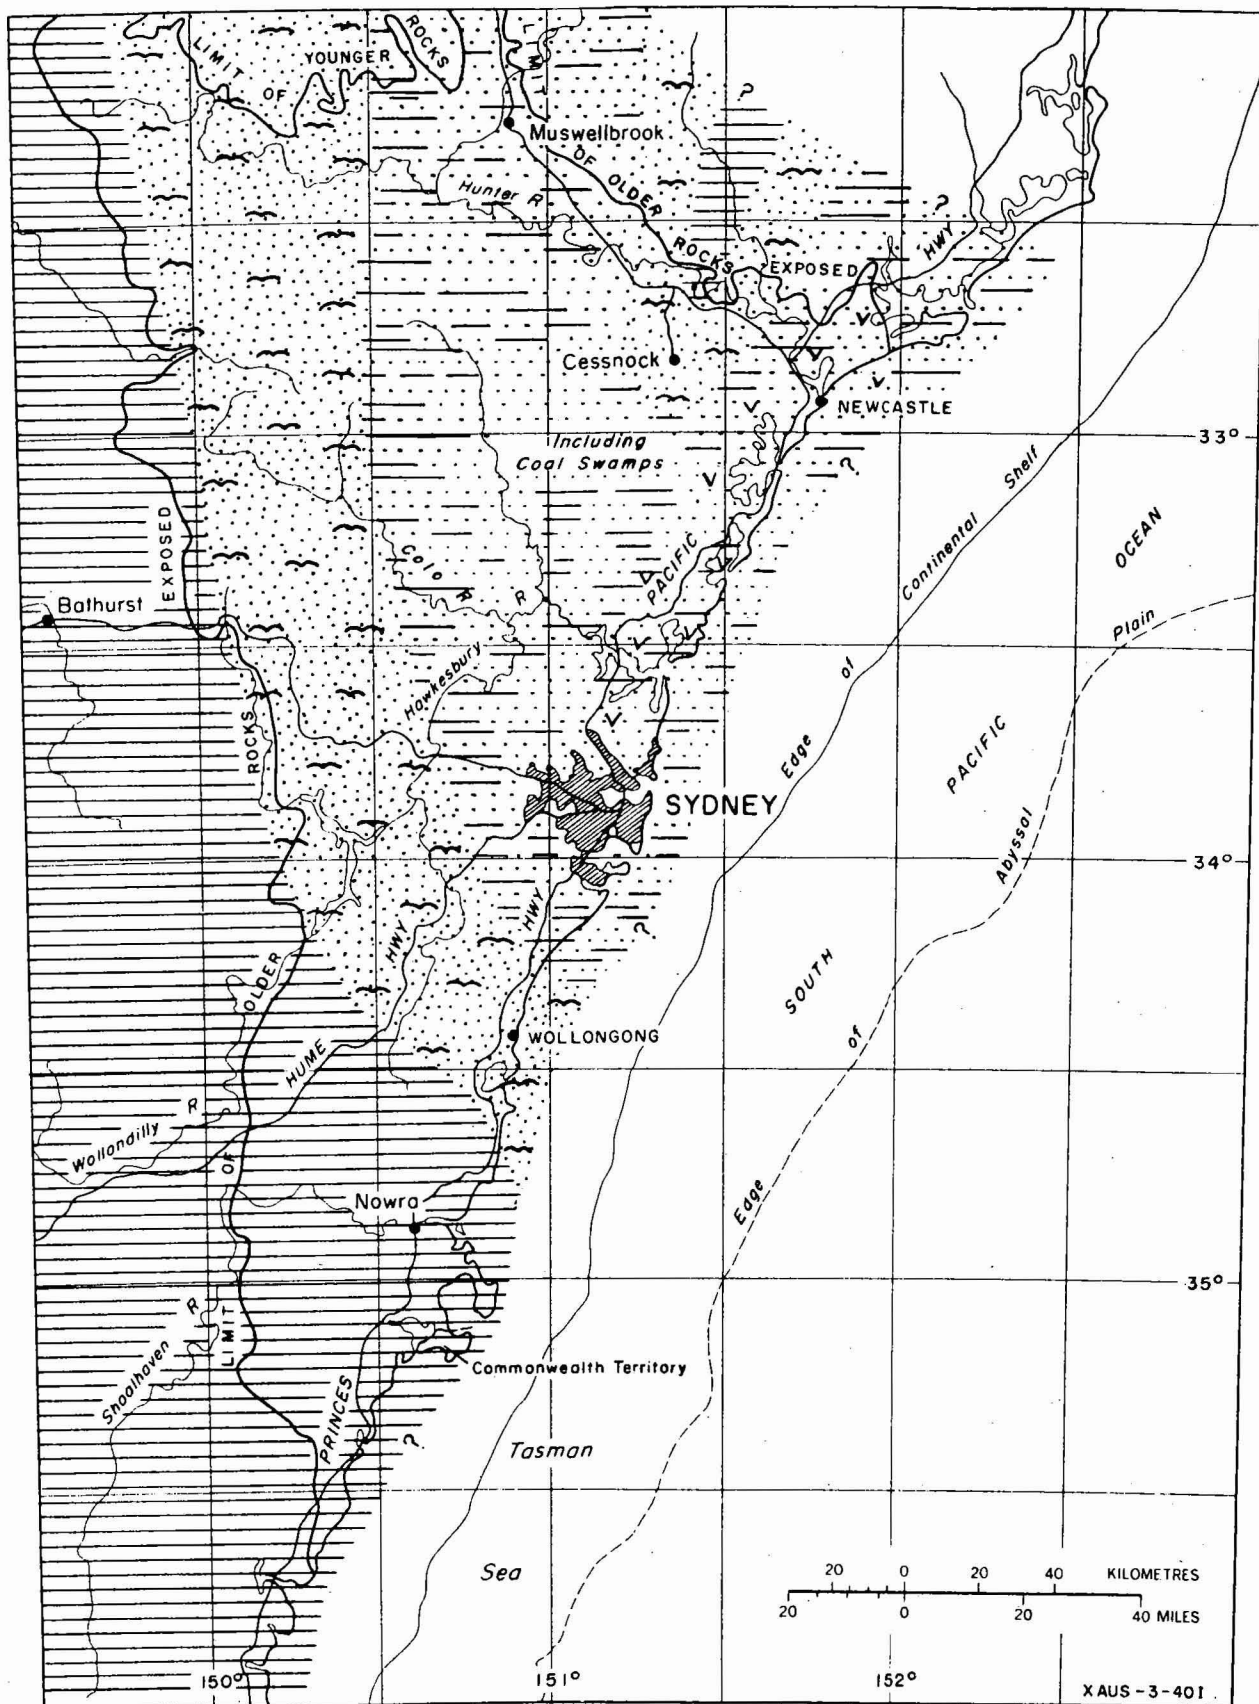 LIMIT OF YOUNGER ROCKS
LIMIT OF OLDER ROCKS EXPOSED
Muswellbrook
Hunter R
?
?
HWY
Cessnock
NEWCASTLE
Including
Coal Swamps
33°
?
EXPOSED
Bathurst
Colo R
PACIFIC
Hawkesbury R
ROCKS
Edge of Continental Shelf
SOUTH PACIFIC OCEAN
Edge of Abyssal Plain
SYDNEY
34°
HWY
HWY
?
OLDER
HUME
WOLLONGONG
Wollondilly R
OF
Nowra
35°
Shoalhaven R
LIMIT
Commonwealth Territory
PRINCES
?
Tasman
Sea
20 0 20 40 KILOMETRES
20 0 20 40 MILES
150° 151° 152°
XAUS-3-401